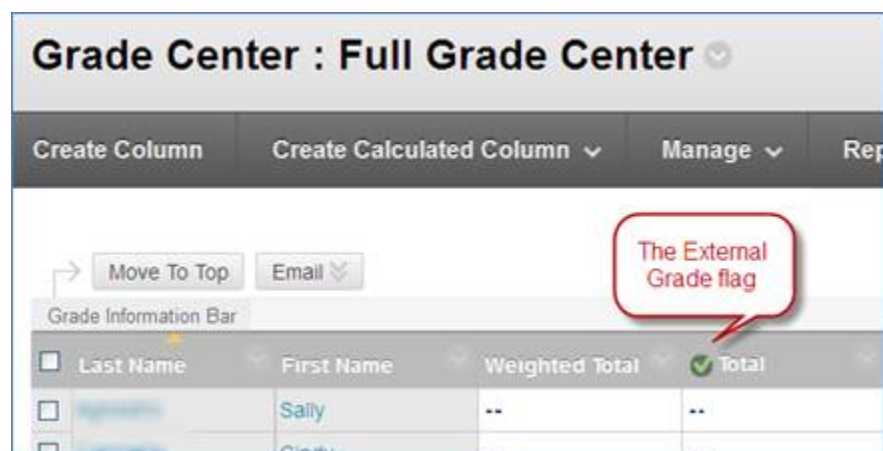 Grade Center : Full Grade Center
Create Column Create Calculated Column Manage
Move To Top Email
The External
Grade flag
Grade Information Bar
Last Name First Name Weighted Total Total
Sally -- --